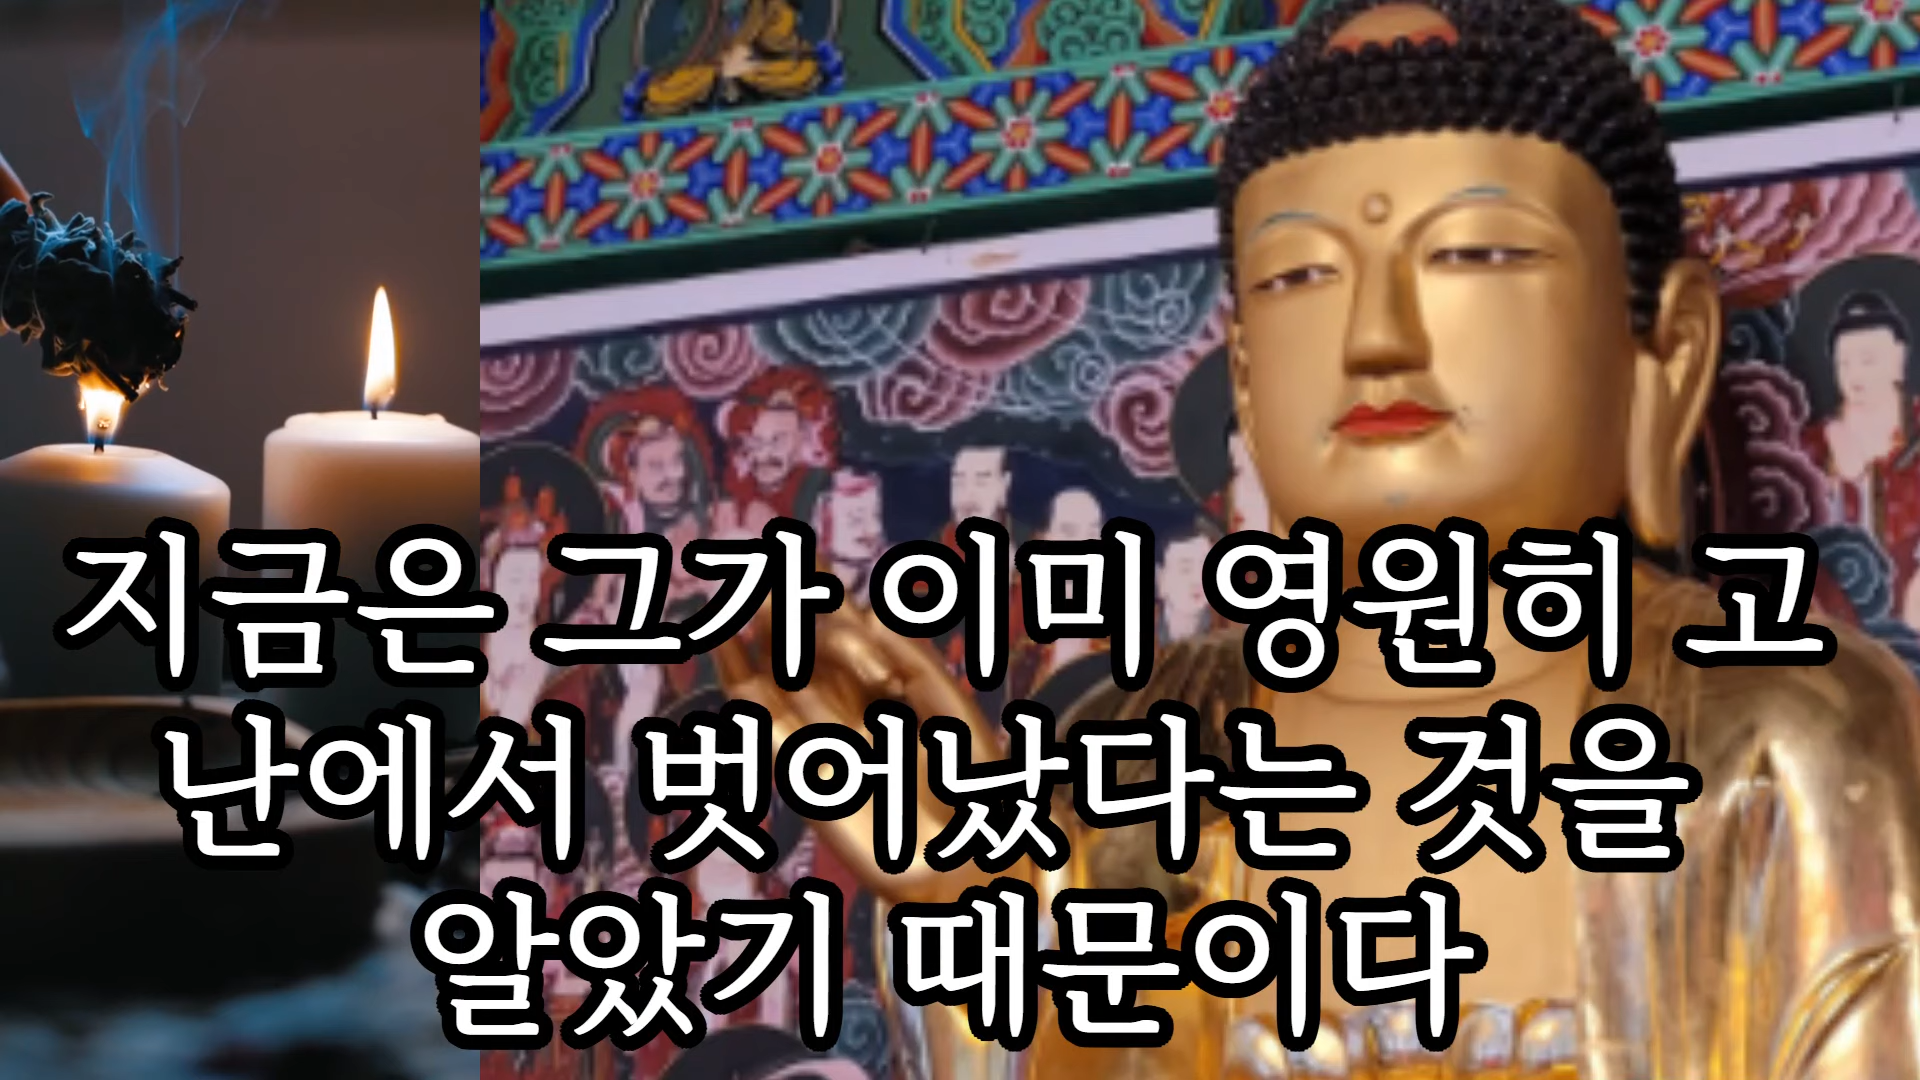 지금은 그가 이미 영원히 고
난에서 벗어났다는 것을
알았기 때문이다